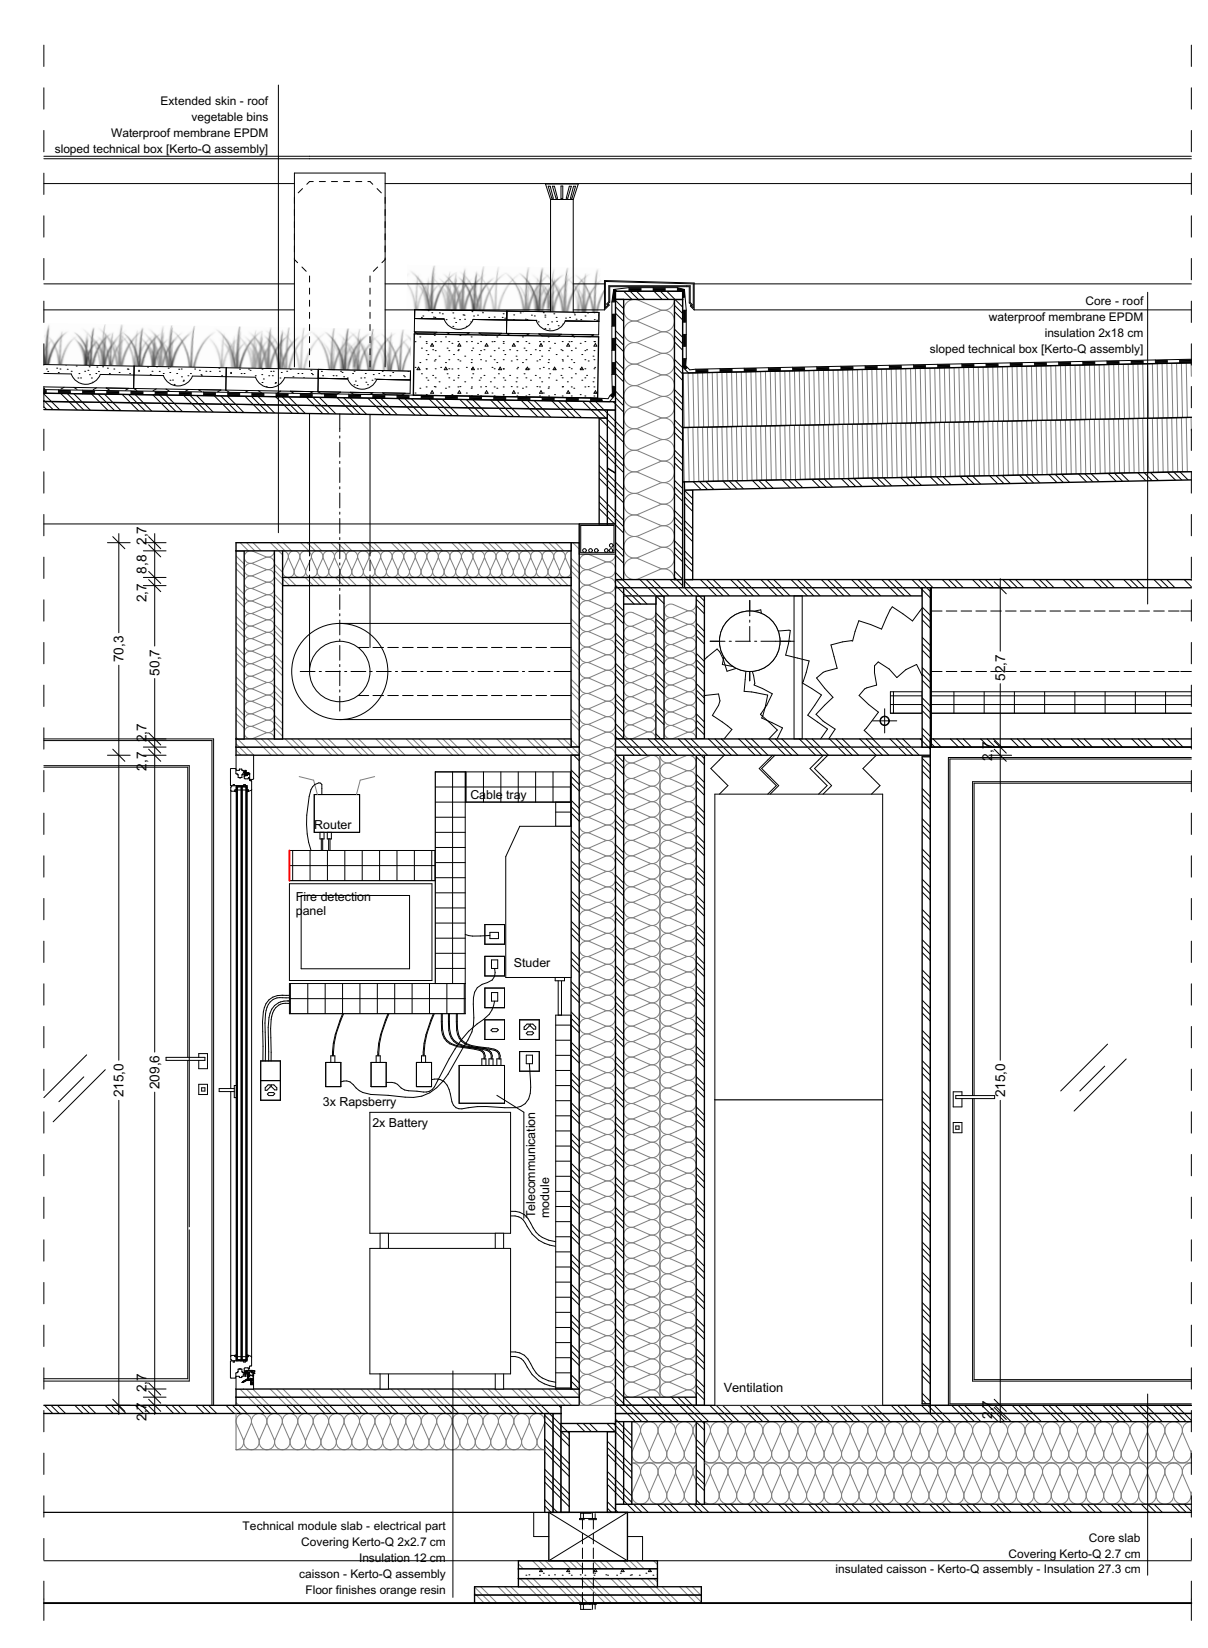 Extended skin - roof
vegetable bins
Waterproof membrane EPDM
sloped technical box [Kerto-Q assembly]
Core - roof
waterproof membrane EPDM
insulation 2x18 cm
sloped technical box [Kerto-Q assembly]
2,7
8,8
2,7
70,3
50,7
52,7
2,7
2,7
2,7
Cable tray
Router
Fire detection
panel
Studer
215,0
209,6
215,0
3x Rapsberry
2x Battery
Telecommunication
module
Ventilation
2,7
2,7
2,7
Technical module slab - electrical part
Covering Kerto-Q 2x2.7 cm
Insulation 12 cm
caisson - Kerto-Q assembly
Floor finishes orange resin
Core slab
Covering Kerto-Q 2.7 cm
insulated caisson - Kerto-Q assembly - Insulation 27.3 cm